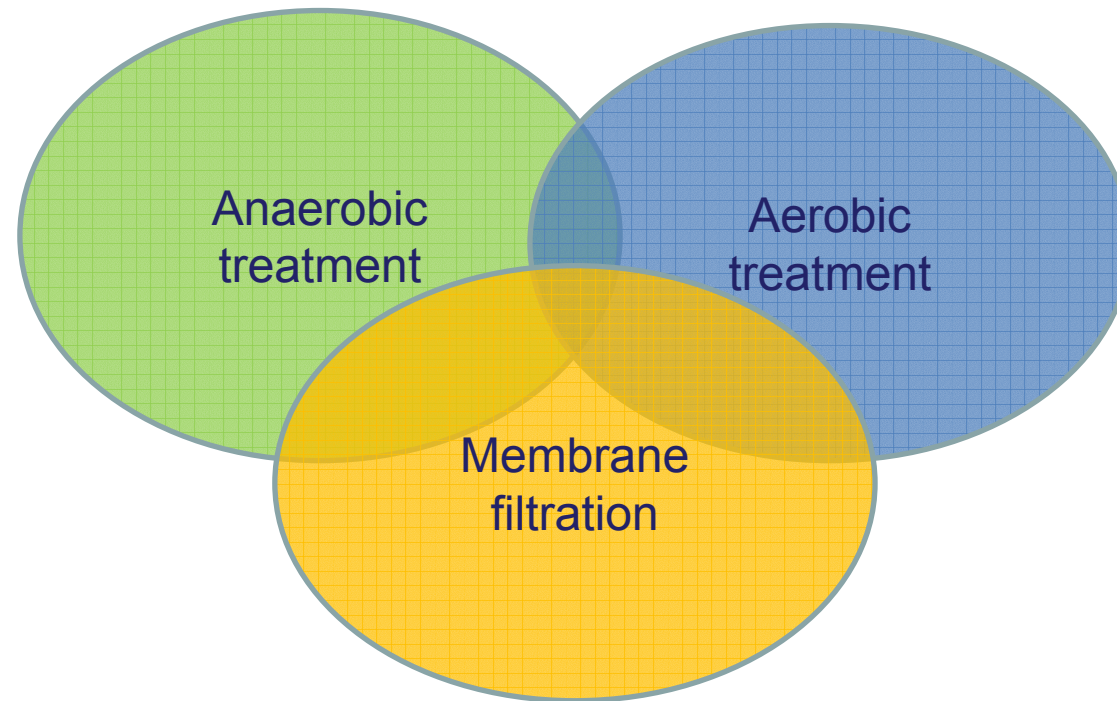 Anaerobic
treatment
Aerobic
treatment
Membrane
filtration